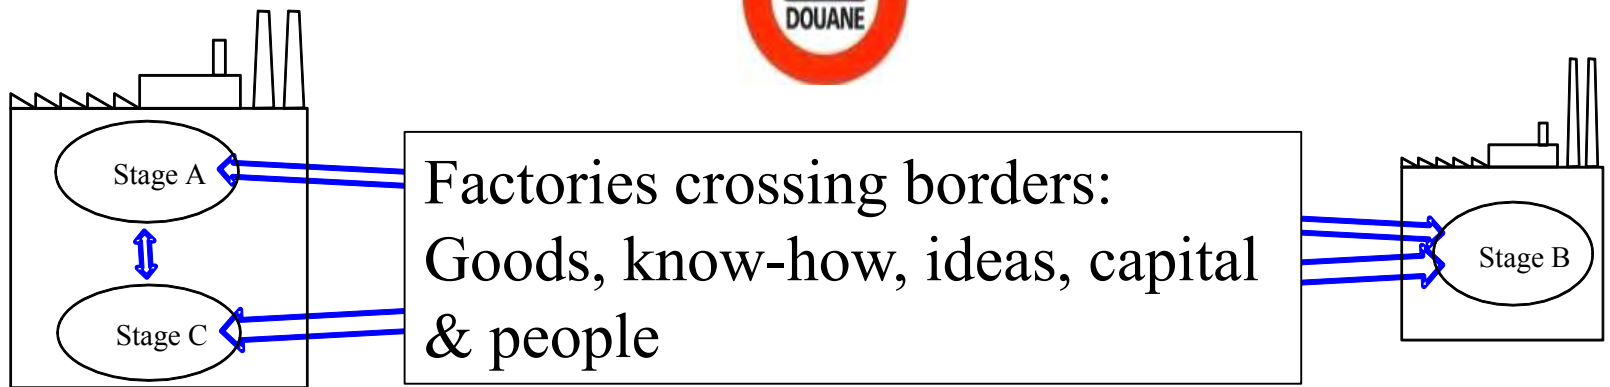 DOUANE
Stage A
Factories crossing borders:
Goods, know-how, ideas, capital
& people
Stage B
Stage C